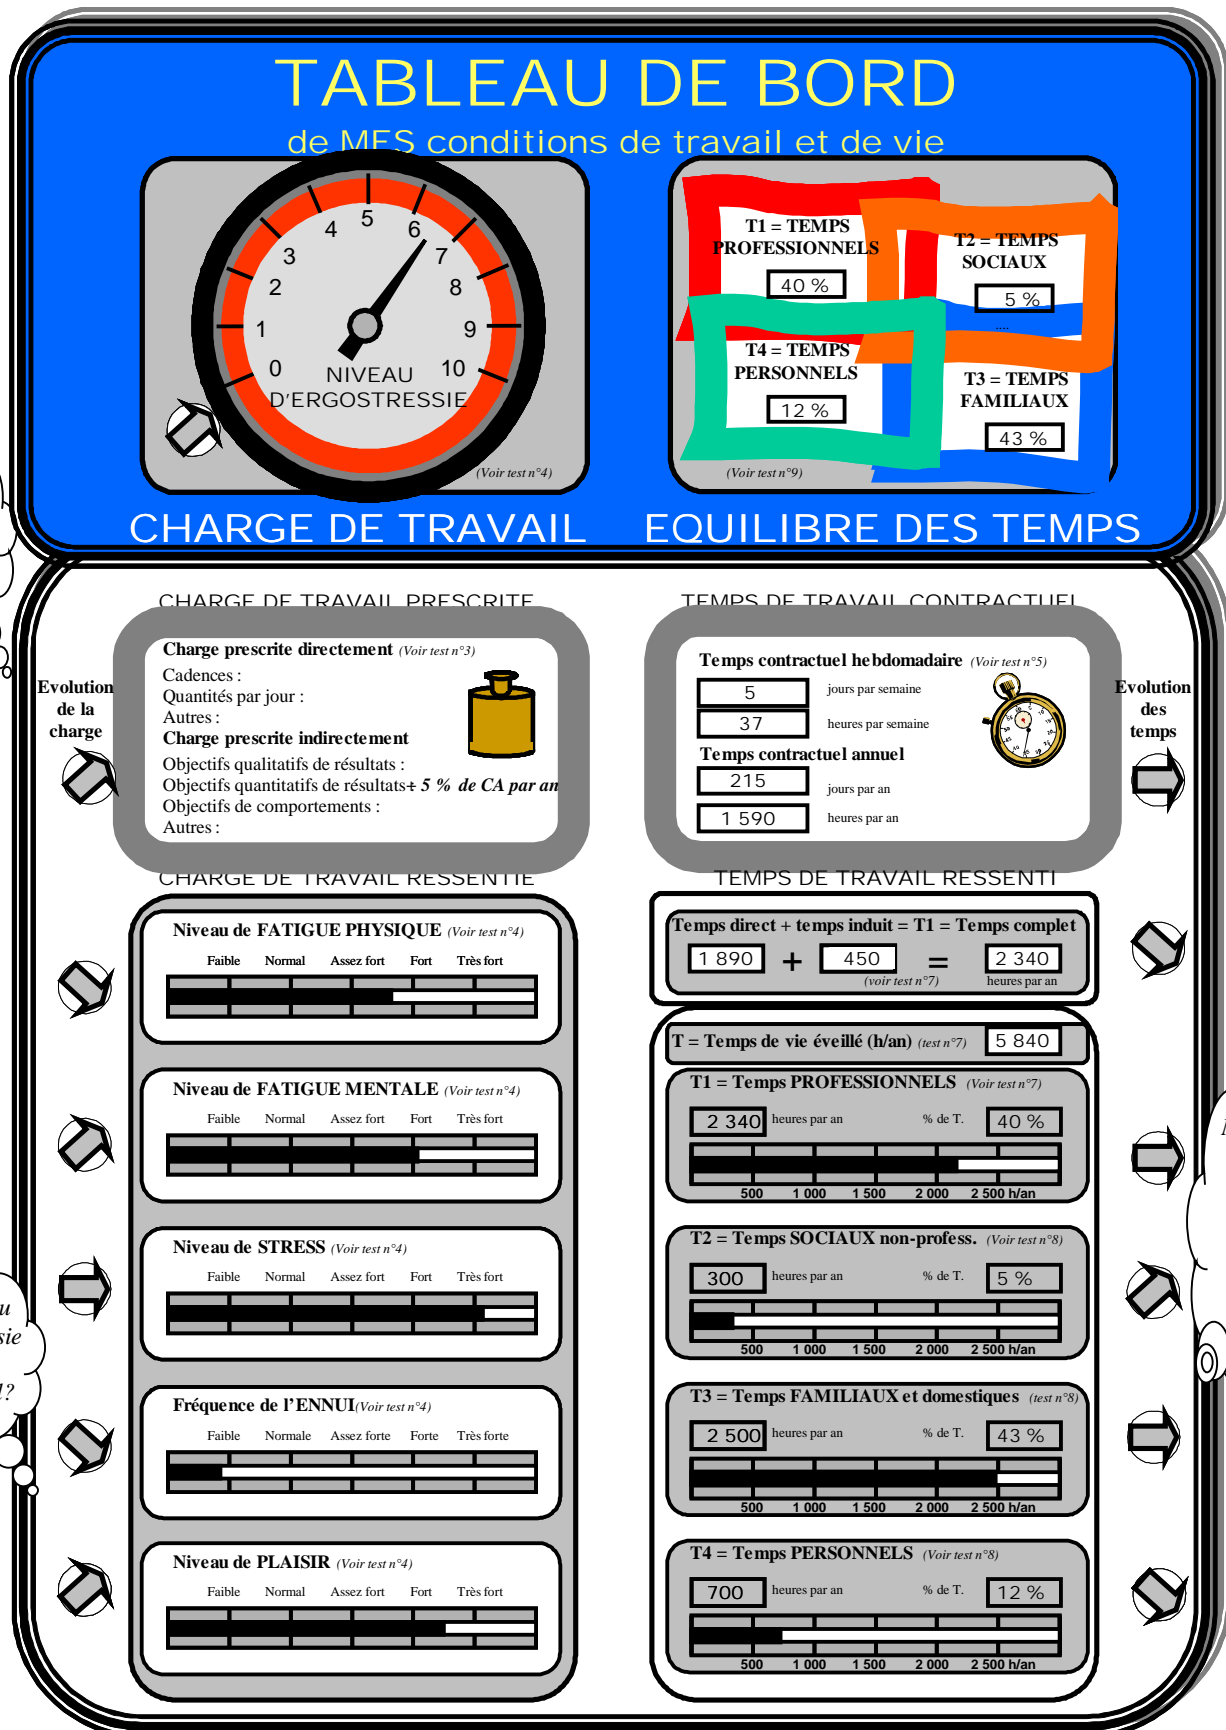 TABLEAU DE BORD
de MES conditions de travail et de vie
0
1
2
3
4
5
6
7
8
9
10
NIVEAU
D'ERGOSTRESSIE
(Voir test n°4)
T1 = TEMPS
PROFESSIONNELS
40 %
T2 = TEMPS
SOCIAUX
5 %
....
T4 = TEMPS
PERSONNELS
12 %
T3 = TEMPS
FAMILIAUX
43 %
(Voir test n°9)
CHARGE DE TRAVAIL
EQUILIBRE DES TEMPS
CHARGE DE TRAVAIL PRESCRITE
Charge prescrite directement (Voir test n°3)
Cadences :
Quantités par jour :
Autres :
Charge prescrite indirectement
Objectifs qualitatifs de résultats :
Objectifs quantitatifs de résultats+ 5 % de CA par an
Objectifs de comportements :
Autres :
Evolution
de la
charge
TEMPS DE TRAVAIL CONTRACTUEL
Temps contractuel hebdomadaire (Voir test n°5)
5 jours par semaine
37 heures par semaine
Temps contractuel annuel
215 jours par an
1 590 heures par an
Evolution
des
temps
CHARGE DE TRAVAIL RESSENTIE
Niveau de FATIGUE PHYSIQUE (Voir test n°4)
Faible Normal Assez fort Fort Très fort
Niveau de FATIGUE MENTALE (Voir test n°4)
Faible Normal Assez fort Fort Très fort
Niveau de STRESS (Voir test n°4)
Faible Normal Assez fort Fort Très fort
Fréquence de l'ENNUI(Voir test n°4)
Faible Normale Assez forte Forte Très forte
Niveau de PLAISIR (Voir test n°4)
Faible Normal Assez fort Fort Très fort
TEMPS DE TRAVAIL RESSENTI
Temps direct + temps induit = T1 = Temps complet
1 890 + 450 = 2 340
(voir test n°7) heures par an
T = Temps de vie éveillé (h/an) (test n°7) 5 840
T1 = Temps PROFESSIONNELS (Voir test n°7)
2 340 heures par an % de T. 40 %
500 1 000 1 500 2 000 2 500 h/an
T2 = Temps SOCIAUX non-profess. (Voir test n°8)
300 heures par an % de T. 5 %
500 1 000 1 500 2 000 2 500 h/an
T3 = Temps FAMILIAUX et domestiques (test n°8)
2 500 heures par an % de T. 43 %
500 1 000 1 500 2 000 2 500 h/an
T4 = Temps PERSONNELS (Voir test n°8)
700 heures par an % de T. 12 %
500 1 000 1 500 2 000 2 500 h/an